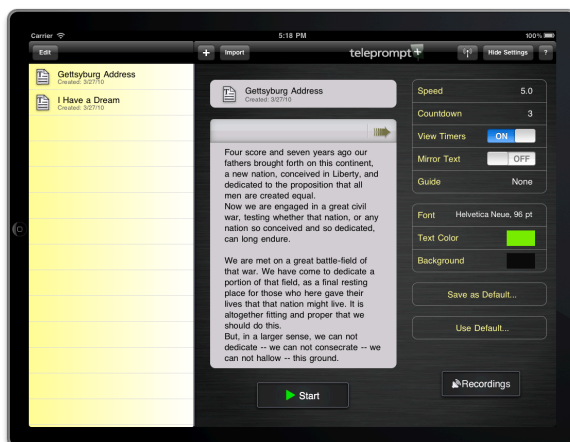 Carrier
5:18 PM
100%
Edit
+
Import
teleprompt+
Hide Settings
?
Gettsyburg Address
Created: 3/27/10
I Have a Dream
Created: 3/27/10
Gettsyburg Address
Created: 3/27/10
Four score and seven years ago our
fathers brought forth on this continent,
a new nation, conceived in Liberty, and
dedicated to the proposition that all
men are created equal.
Now we are engaged in a great civil
war, testing whether that nation, or any
nation so conceived and so dedicated,
can long endure.
We are met on a great battle-field of
that war. We have come to dedicate a
portion of that field, as a final resting
place for those who here gave their
lives that that nation might live. It is
altogether fitting and proper that we
should do this.
But, in a larger sense, we can not
dedicate -- we can not consecrate -- we
can not hallow -- this ground.
Start
Speed 5.0
Countdown 3
View Timers ON
Mirror Text OFF
Guide None
Font Helvetica Neue, 96 pt
Text Color
Background
Save as Default...
Use Default...
Recordings